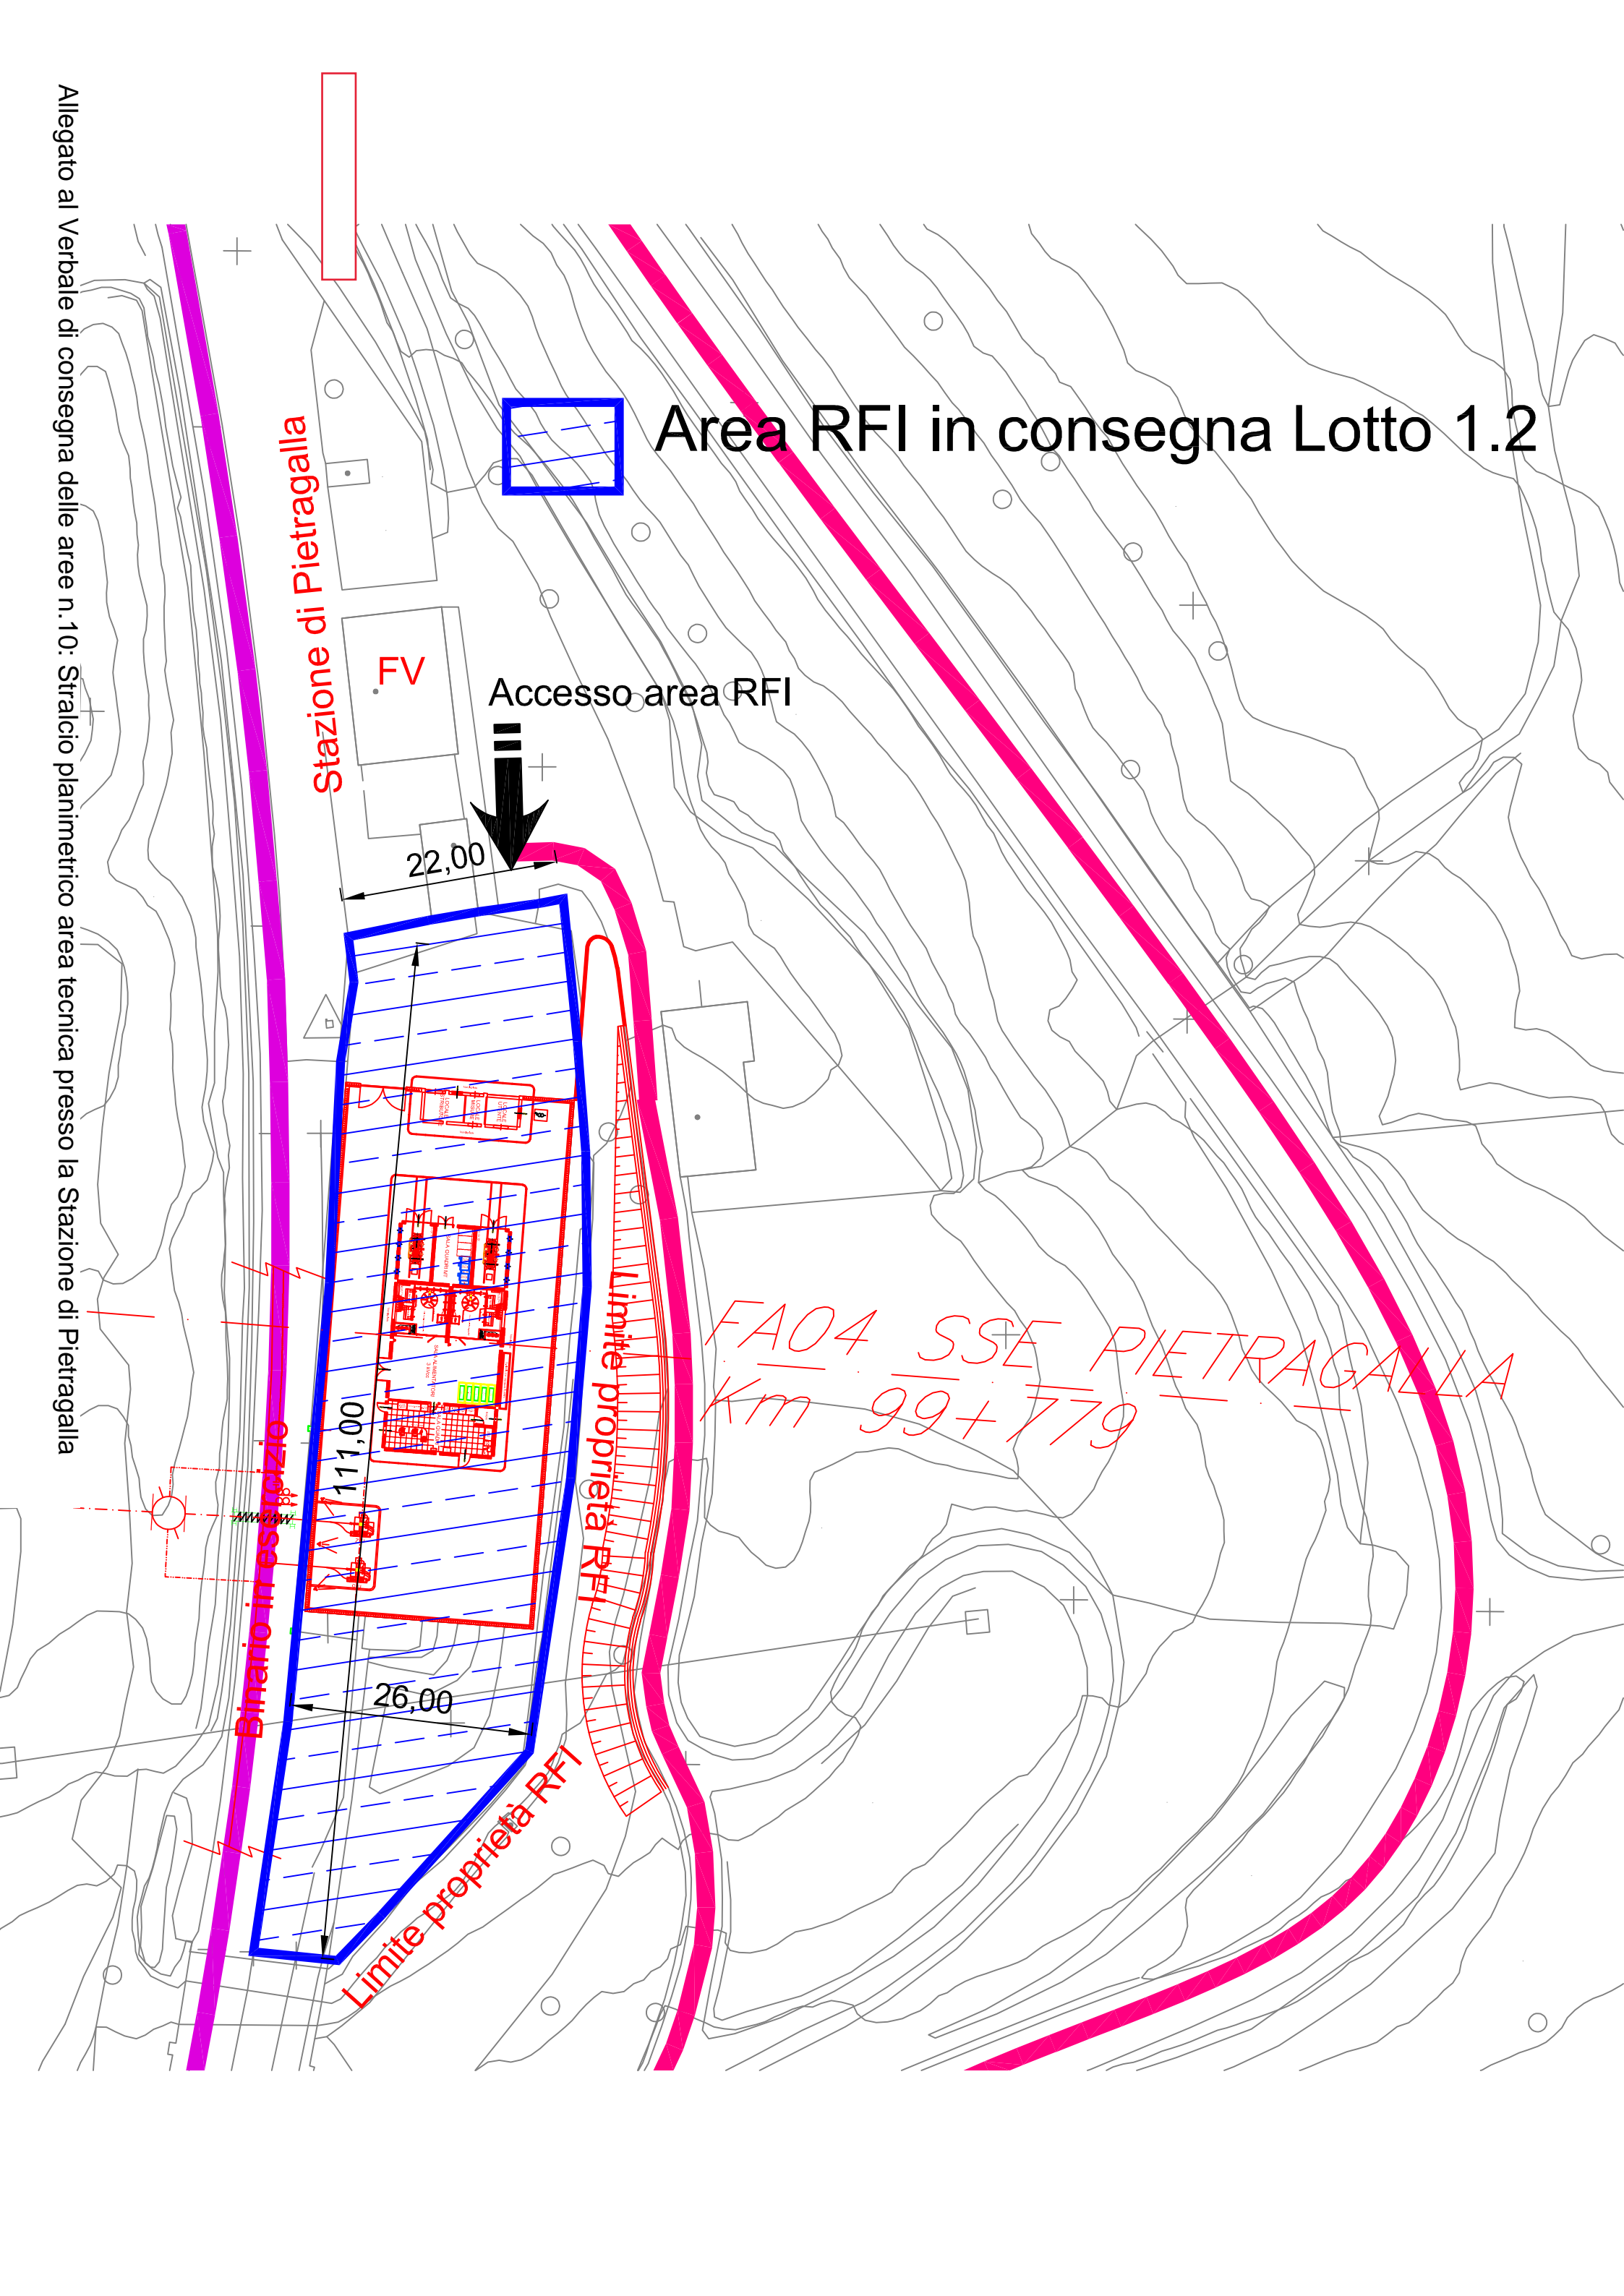 Allegato al Verbale di consegna delle aree n.10: Stralcio planimetrico area tecnica presso la Stazione di Pietragalla
Area RFI in consegna Lotto 1.2
Stazione di Pietragalla
FV
Accesso area RFI
22,00
FA04 SSE PIETRAGALLA
Km 99+779
Limite proprietà RFI
111,00
Binario in esercizio
26,00
Limite proprietà RFI